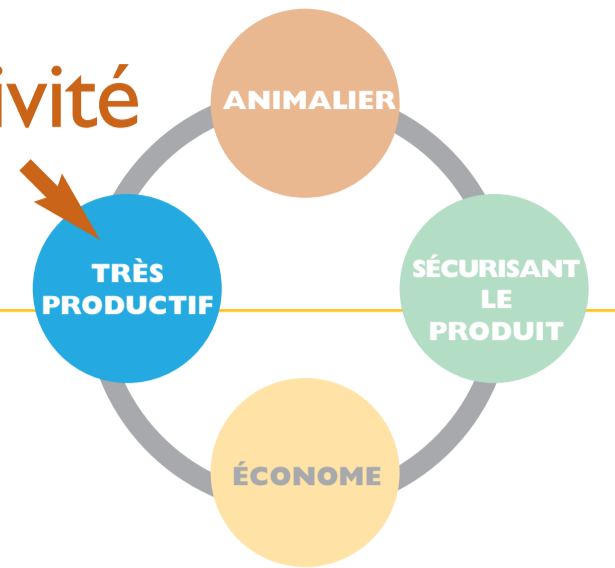 ivité
ANIMALIER
TRÈS
PRODUCTIF
SÉCURISANT
LE
PRODUIT
ÉCONOME